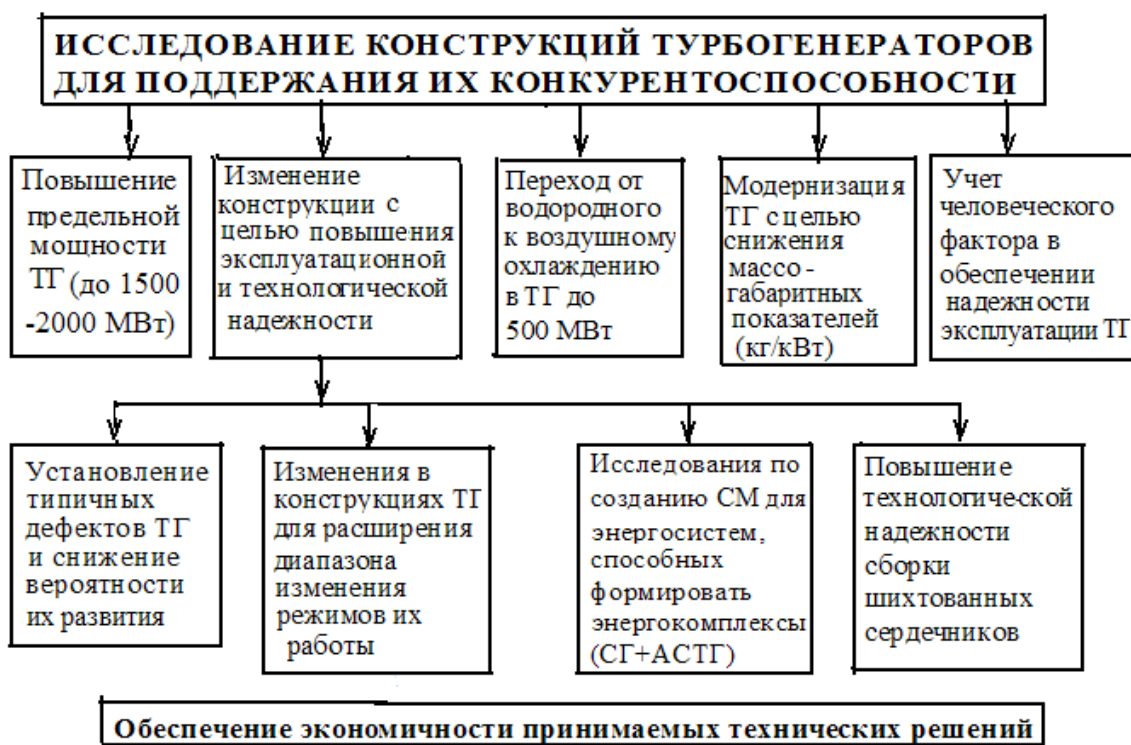 ИССЛЕДОВАНИЕ КОНСТРУКЦИЙ ТУРБОГЕНЕРАТОРОВ
ДЛЯ ПОДДЕРЖАНИЯ ИХ КОНКУРЕНТОСПОСОБНОСТИ
Повышение
предельной
мощности
ТГ (до 1500
-2000 МВт)
Изменение
конструкции с
целью повышения
эксплуатационной
и технологической
надежности
Переход от
водородного
к воздушному
охлаждению
в ТГ до
500 МВт
Модернизация
ТГ с целью
снижения
массо-
габаритных
показателей
(кг/кВт)
Учет
человеческого
фактора в
обеспечении
надежности
эксплуатации ТГ
Установление
типичных
дефектов ТГ
и снижение
вероятности
их развития
Изменения в
конструкциях ТГ
для расширения
диапазона
изменения
режимов их
работы
Исследования по
созданию СМ для
энергосистем,
способных
формировать
энергокомплексы
(СГ+АСТГ)
Повышение
технологической
надежности
сборки
шихтованных
сердечников
Обеспечение экономичности принимаемых технических решений